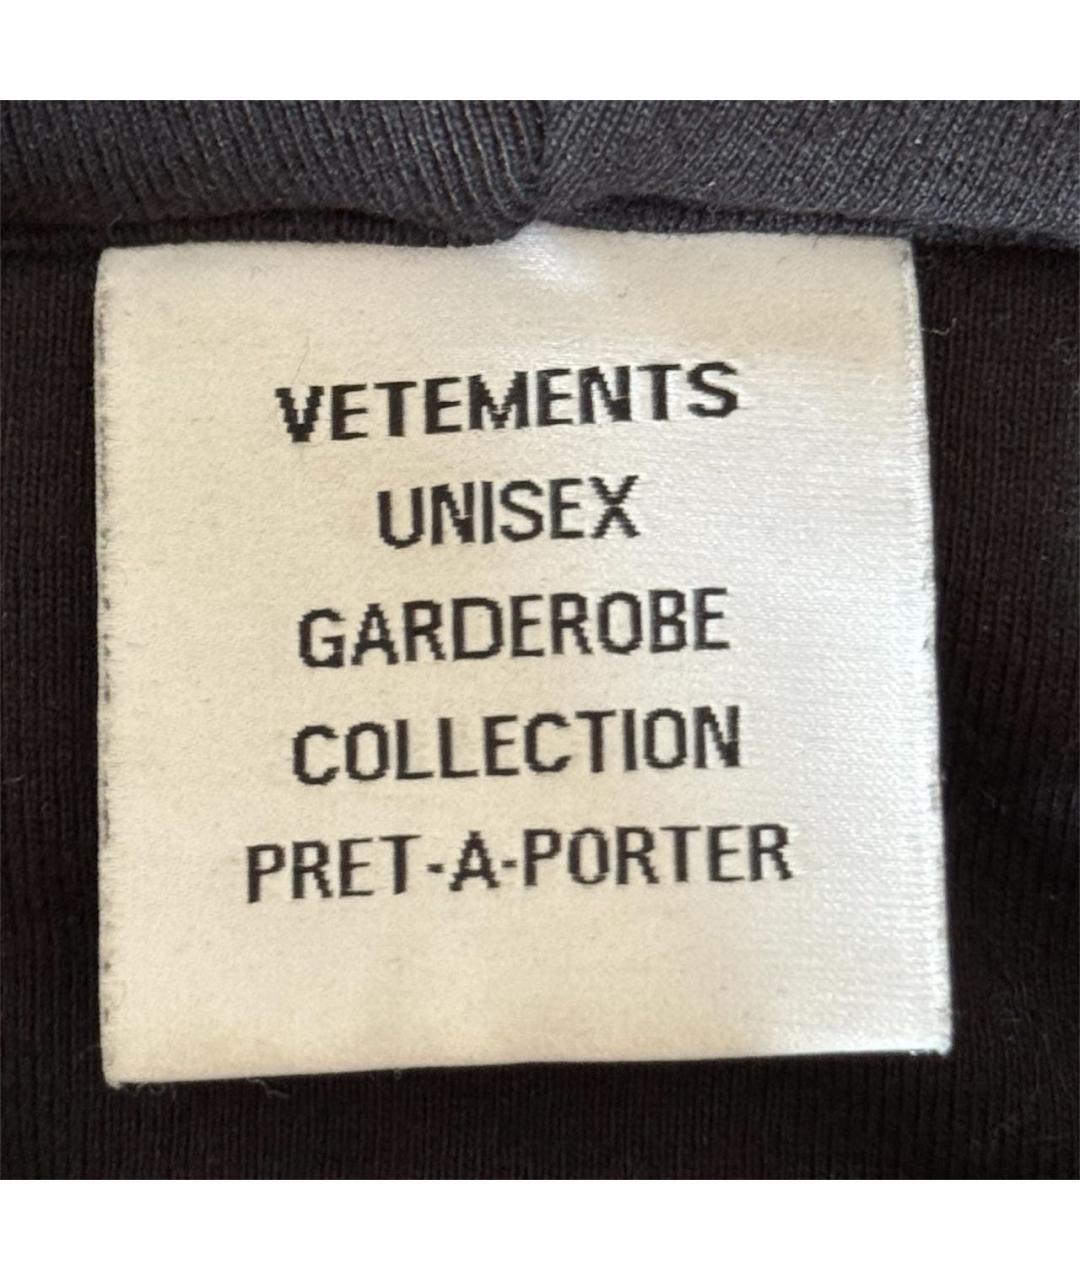 VETEMENTS
UNISEX
GARDEROBE
COLLECTION
PRET-A-PORTER